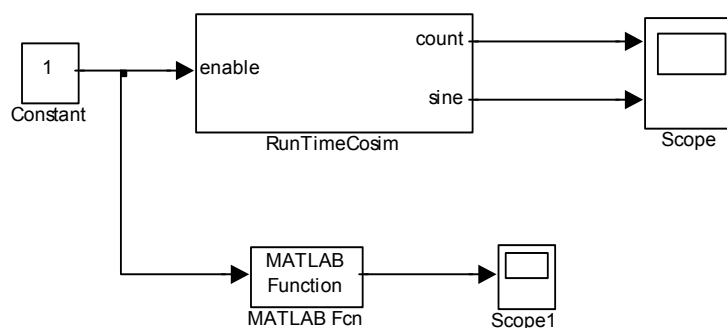 count
1
enable
sine
Constant
RunTimeCosim
Scope
MATLAB
Function
MATLAB Fcn
Scope1